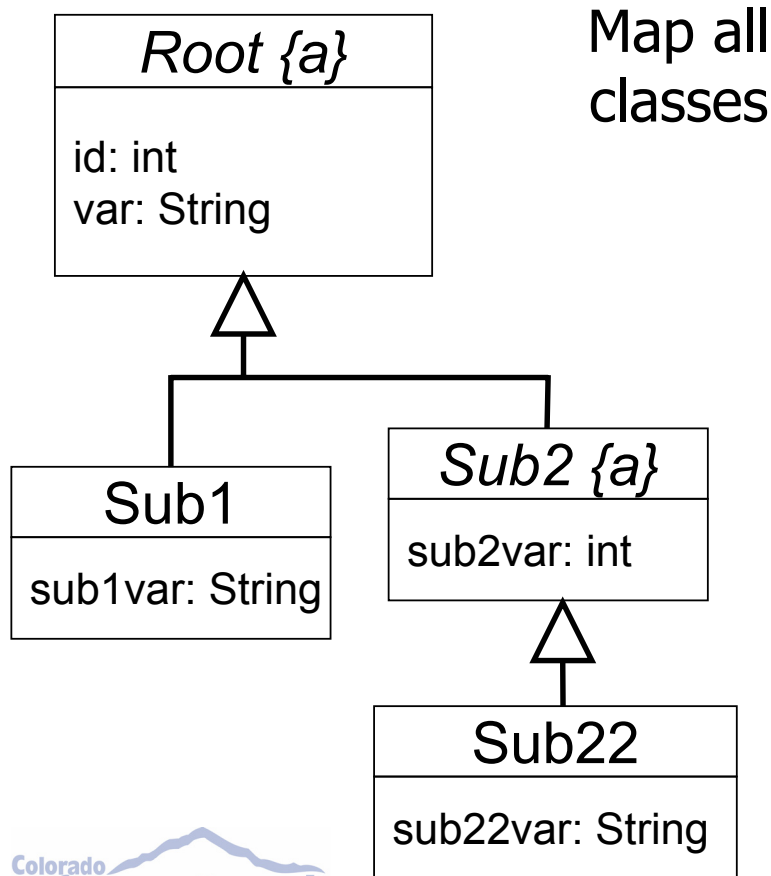 Map all
classes
Root {a}
id: int
var: String
Sub1
sub1var: String
Sub2 {a}
sub2var: int
Sub22
sub22var: String
Colorado